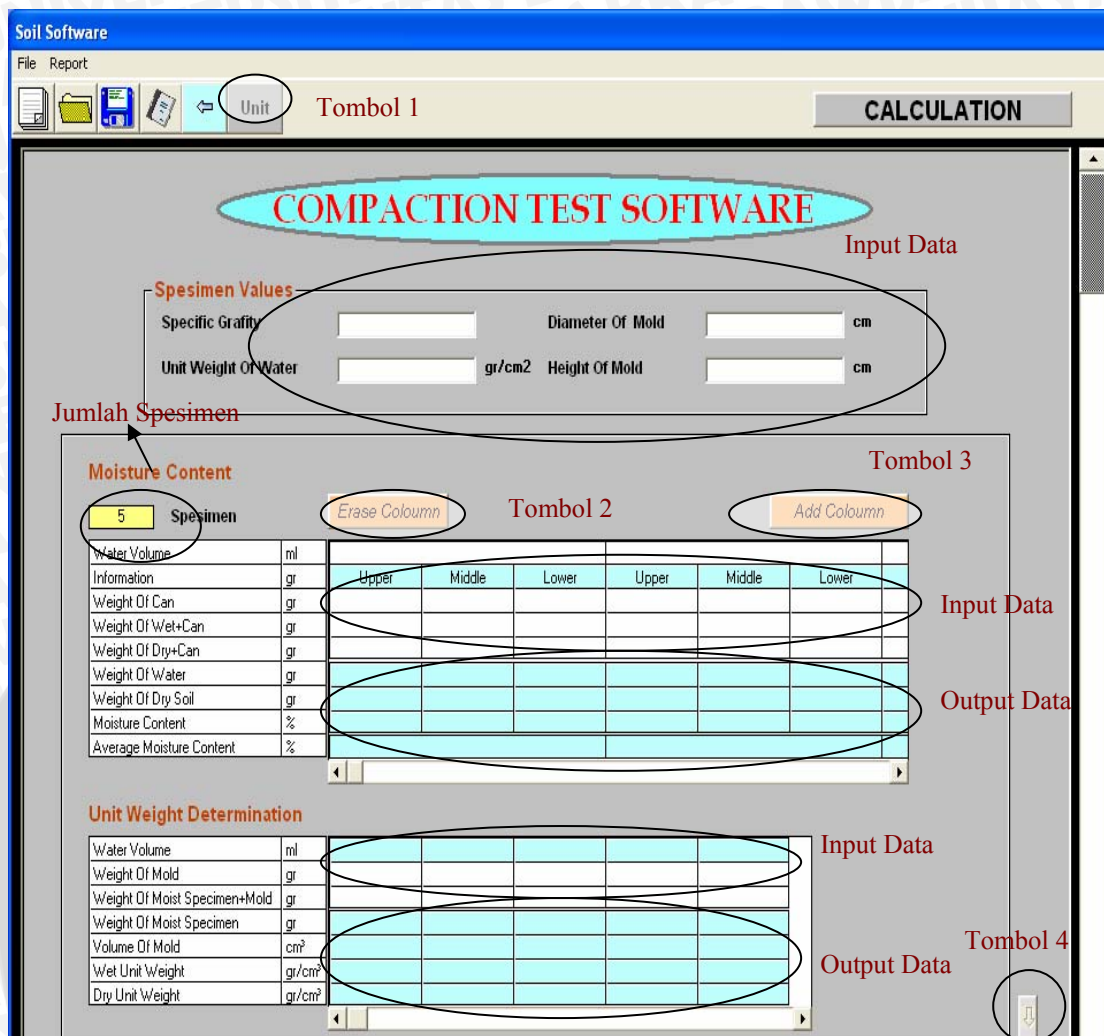 Soil Software
File Report
Unit Tombol 1 CALCULATION
COMPACTION TEST SOFTWARE
Input Data
Spesimen Values
Specific Grafity Diameter Of Mold cm
Unit Weight Of Water gr/cm2 Height Of Mold cm
Jumlah Spesimen
Moisture Content Tombol 3
5 Spesimen Erase Coloumn Tombol 2 Add Coloumn
Water Volume ml
Information gr Upper Middle Lower Upper Middle Lower
Weight Of Can gr Input Data
Weight Of Wet+Can gr
Weight Of Dry+Can gr
Weight Of Water gr
Weight Of Dry Soil gr Output Data
Moisture Content %
Average Moisture Content %
Unit Weight Determination
Water Volume ml Input Data
Weight Of Mold gr
Weight Of Moist Specimen+Mold gr
Weight Of Moist Specimen gr
Volume Of Mold cm³ Tombol 4
Wet Unit Weight gr/cm³ Output Data
Dry Unit Weight gr/cm³